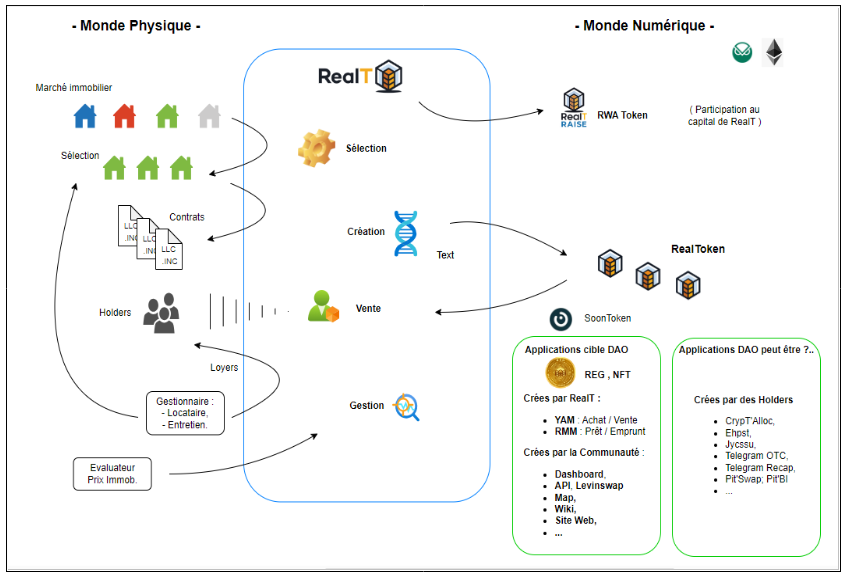 - Monde Physique -
- Monde Numérique -
RealT
Marché immobilier
RealT
RAISE
RWA Token
( Participation au
capital de RealT )
Sélection
Sélection
Contrats
LLC
.INC
LLC
.INC
LLC
.INC
Création
Text
RealToken
Holders
Vente
SoonToken
Loyers
Gestionnaire :
- Locataire,
- Entretien.
Gestion
Evaluateur
Prix Immob.
Applications cible DAO
REG , NFT
Crées par RealT :
• YAM : Achat / Vente
• RMM : Prêt / Emprunt
Crées par la Communauté :
• Dashboard,
• API, Levinswap
• Map,
• Wiki,
• Site Web,
• ...
Applications DAO peut être ?..
Crées par des Holders
• CrypT'Alloc,
• Ehpst,
• Jycssu,
• Telegram OTC,
• Telegram Recap,
• Pit'Swap; Pit'BI
• ...